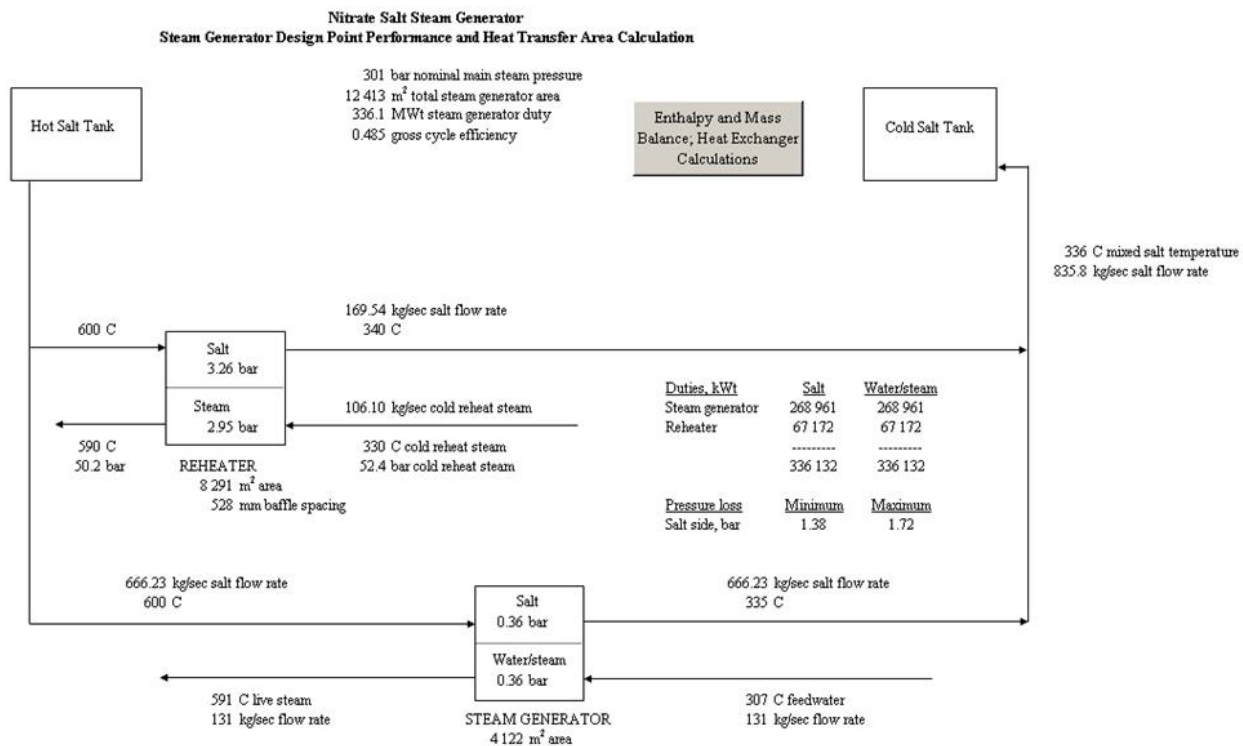 Nitrate Salt Steam Generator
Steam Generator Design Point Performance and Heat Transfer Area Calculation
301 bar nominal main steam pressure
12 413 m² total steam generator area
336.1 MWt steam generator duty
0.485 gross cycle efficiency
Hot Salt Tank
Enthalpy and Mass
Balance; Heat Exchanger
Calculations
Cold Salt Tank
336 C mixed salt temperature
835.8 kg/sec salt flow rate
169.54 kg/sec salt flow rate
600 C
340 C
Salt
3.26 bar
Steam
2.95 bar
106.10 kg/sec cold reheat steam
590 C
50.2 bar
330 C cold reheat steam
52.4 bar cold reheat steam
REHEATER
8 291 m² area
528 mm baffle spacing
Duties, kWt Salt Water/steam
Steam generator 268 961 268 961
Reheater 67 172 67 172
--------- ---------
336 132 336 132
Pressure loss Minimum Maximum
Salt side, bar 1.38 1.72
666.23 kg/sec salt flow rate
600 C
Salt
0.36 bar
Water/steam
0.36 bar
666.23 kg/sec salt flow rate
335 C
591 C live steam
131 kg/sec flow rate
307 C feedwater
131 kg/sec flow rate
STEAM GENERATOR
4 122 m² area